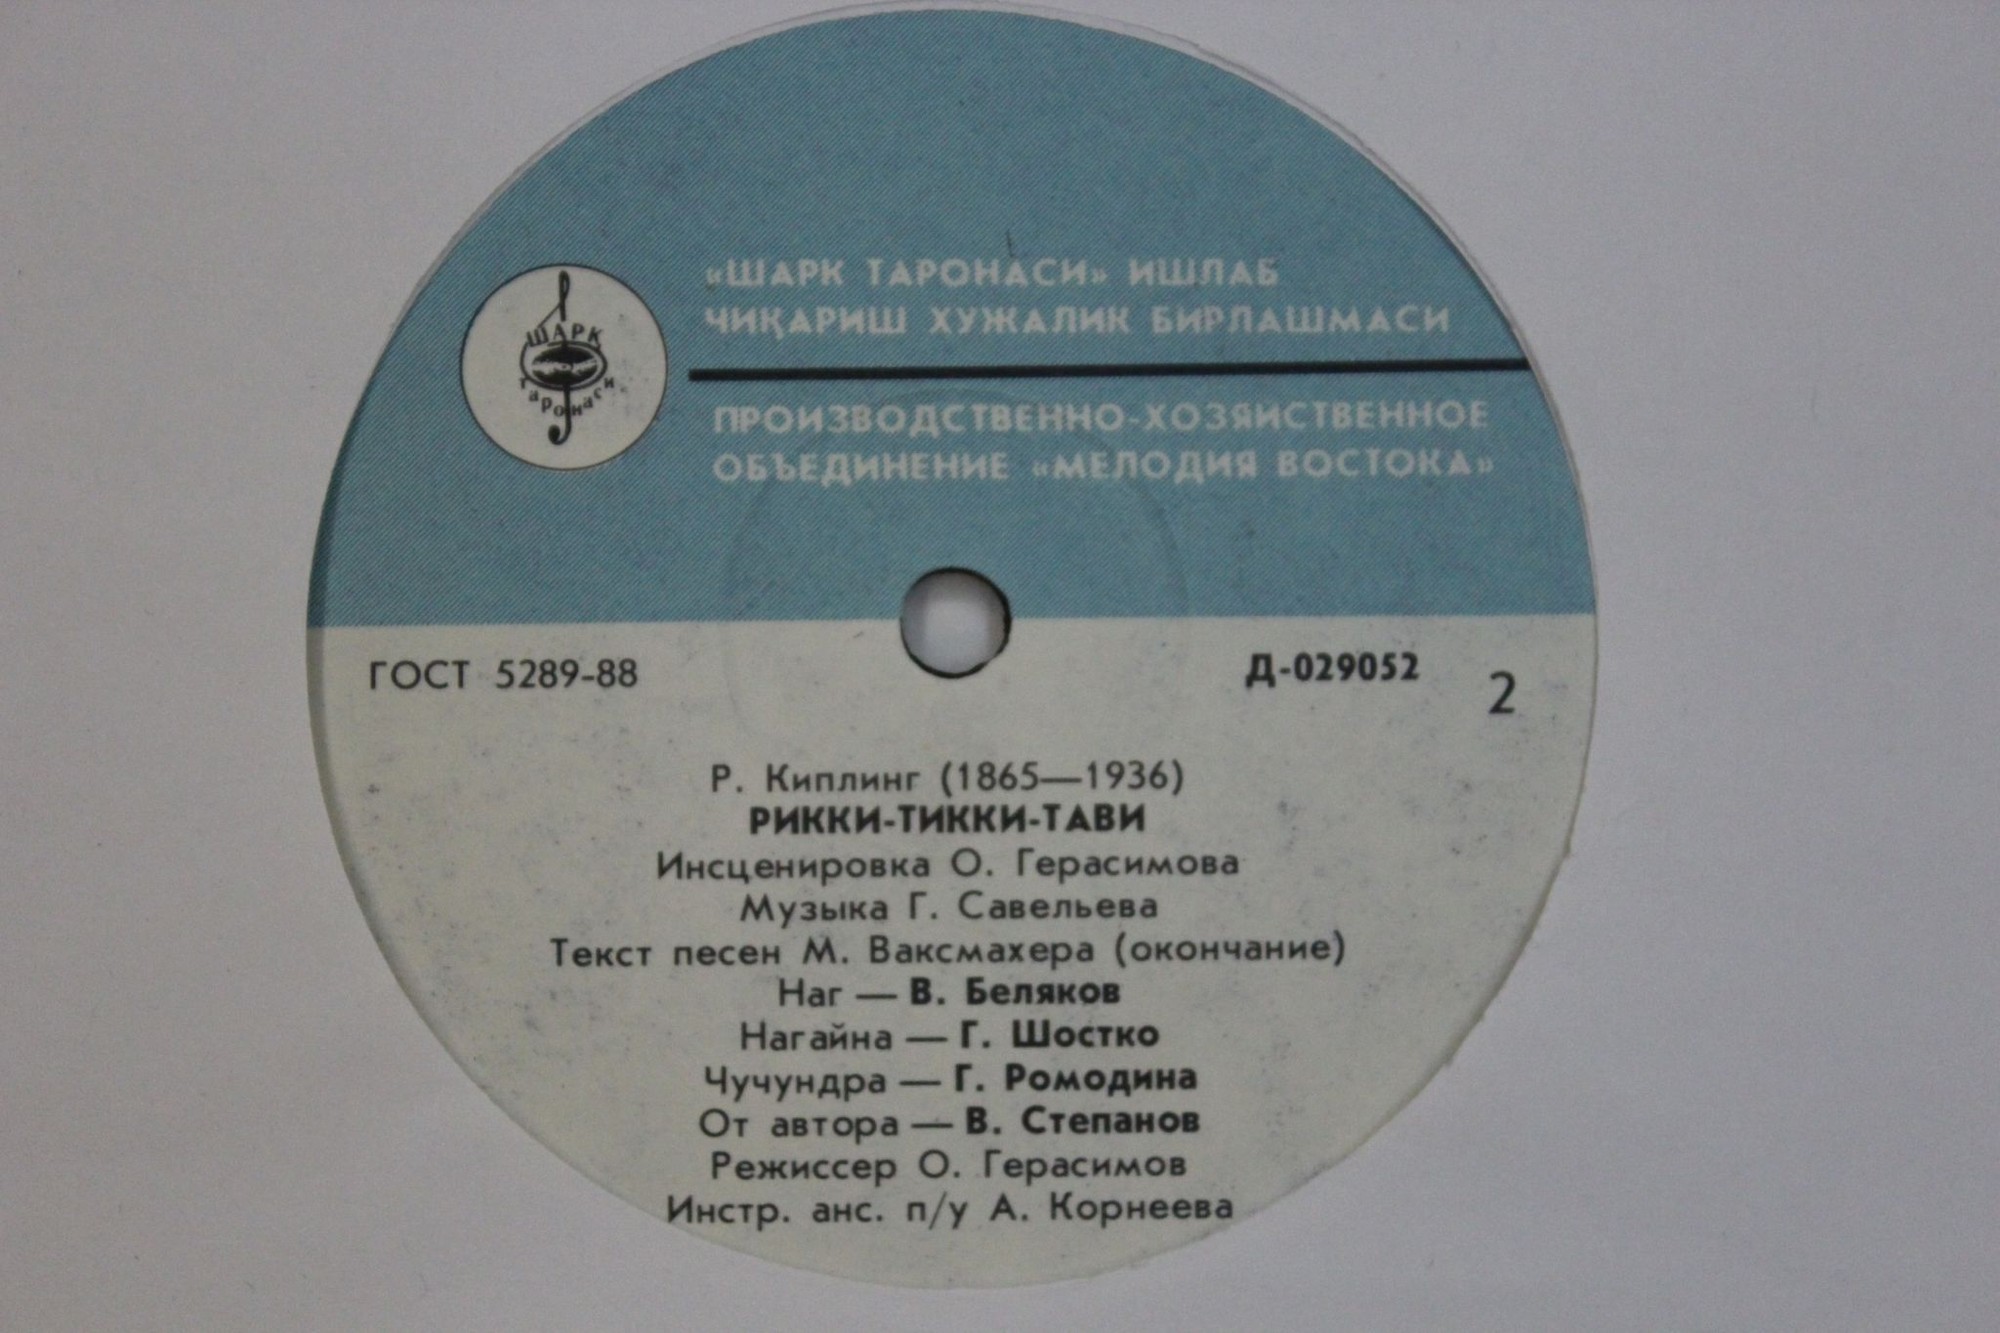 «ШАРК ТАРОНАСИ» ИШЛАБ
ЧИҚАРИШ ХУЖАЛИК БИРЛАШМАСИ
ШАРК
таронаси
ПРОИЗВОДСТВЕННО-ХОЗЯИСТВЕННОЕ
ОБЪЕДИНЕНИЕ «МЕЛОДИЯ ВОСТОКА»
ГОСТ 5289-88
Д-029052
2
Р. Киплинг (1865—1936)
РИККИ-ТИККИ-ТАВИ
Инсценировка О. Герасимова
Музыка Г. Савельева
Текст песен М. Ваксмахера (окончание)
Наг — В. Беляков
Нагайна — Г. Шостко
Чучундра — Г. Ромодина
От автора — В. Степанов
Режиссер О. Герасимов
Инстр. анс. п/у А. Корнеева